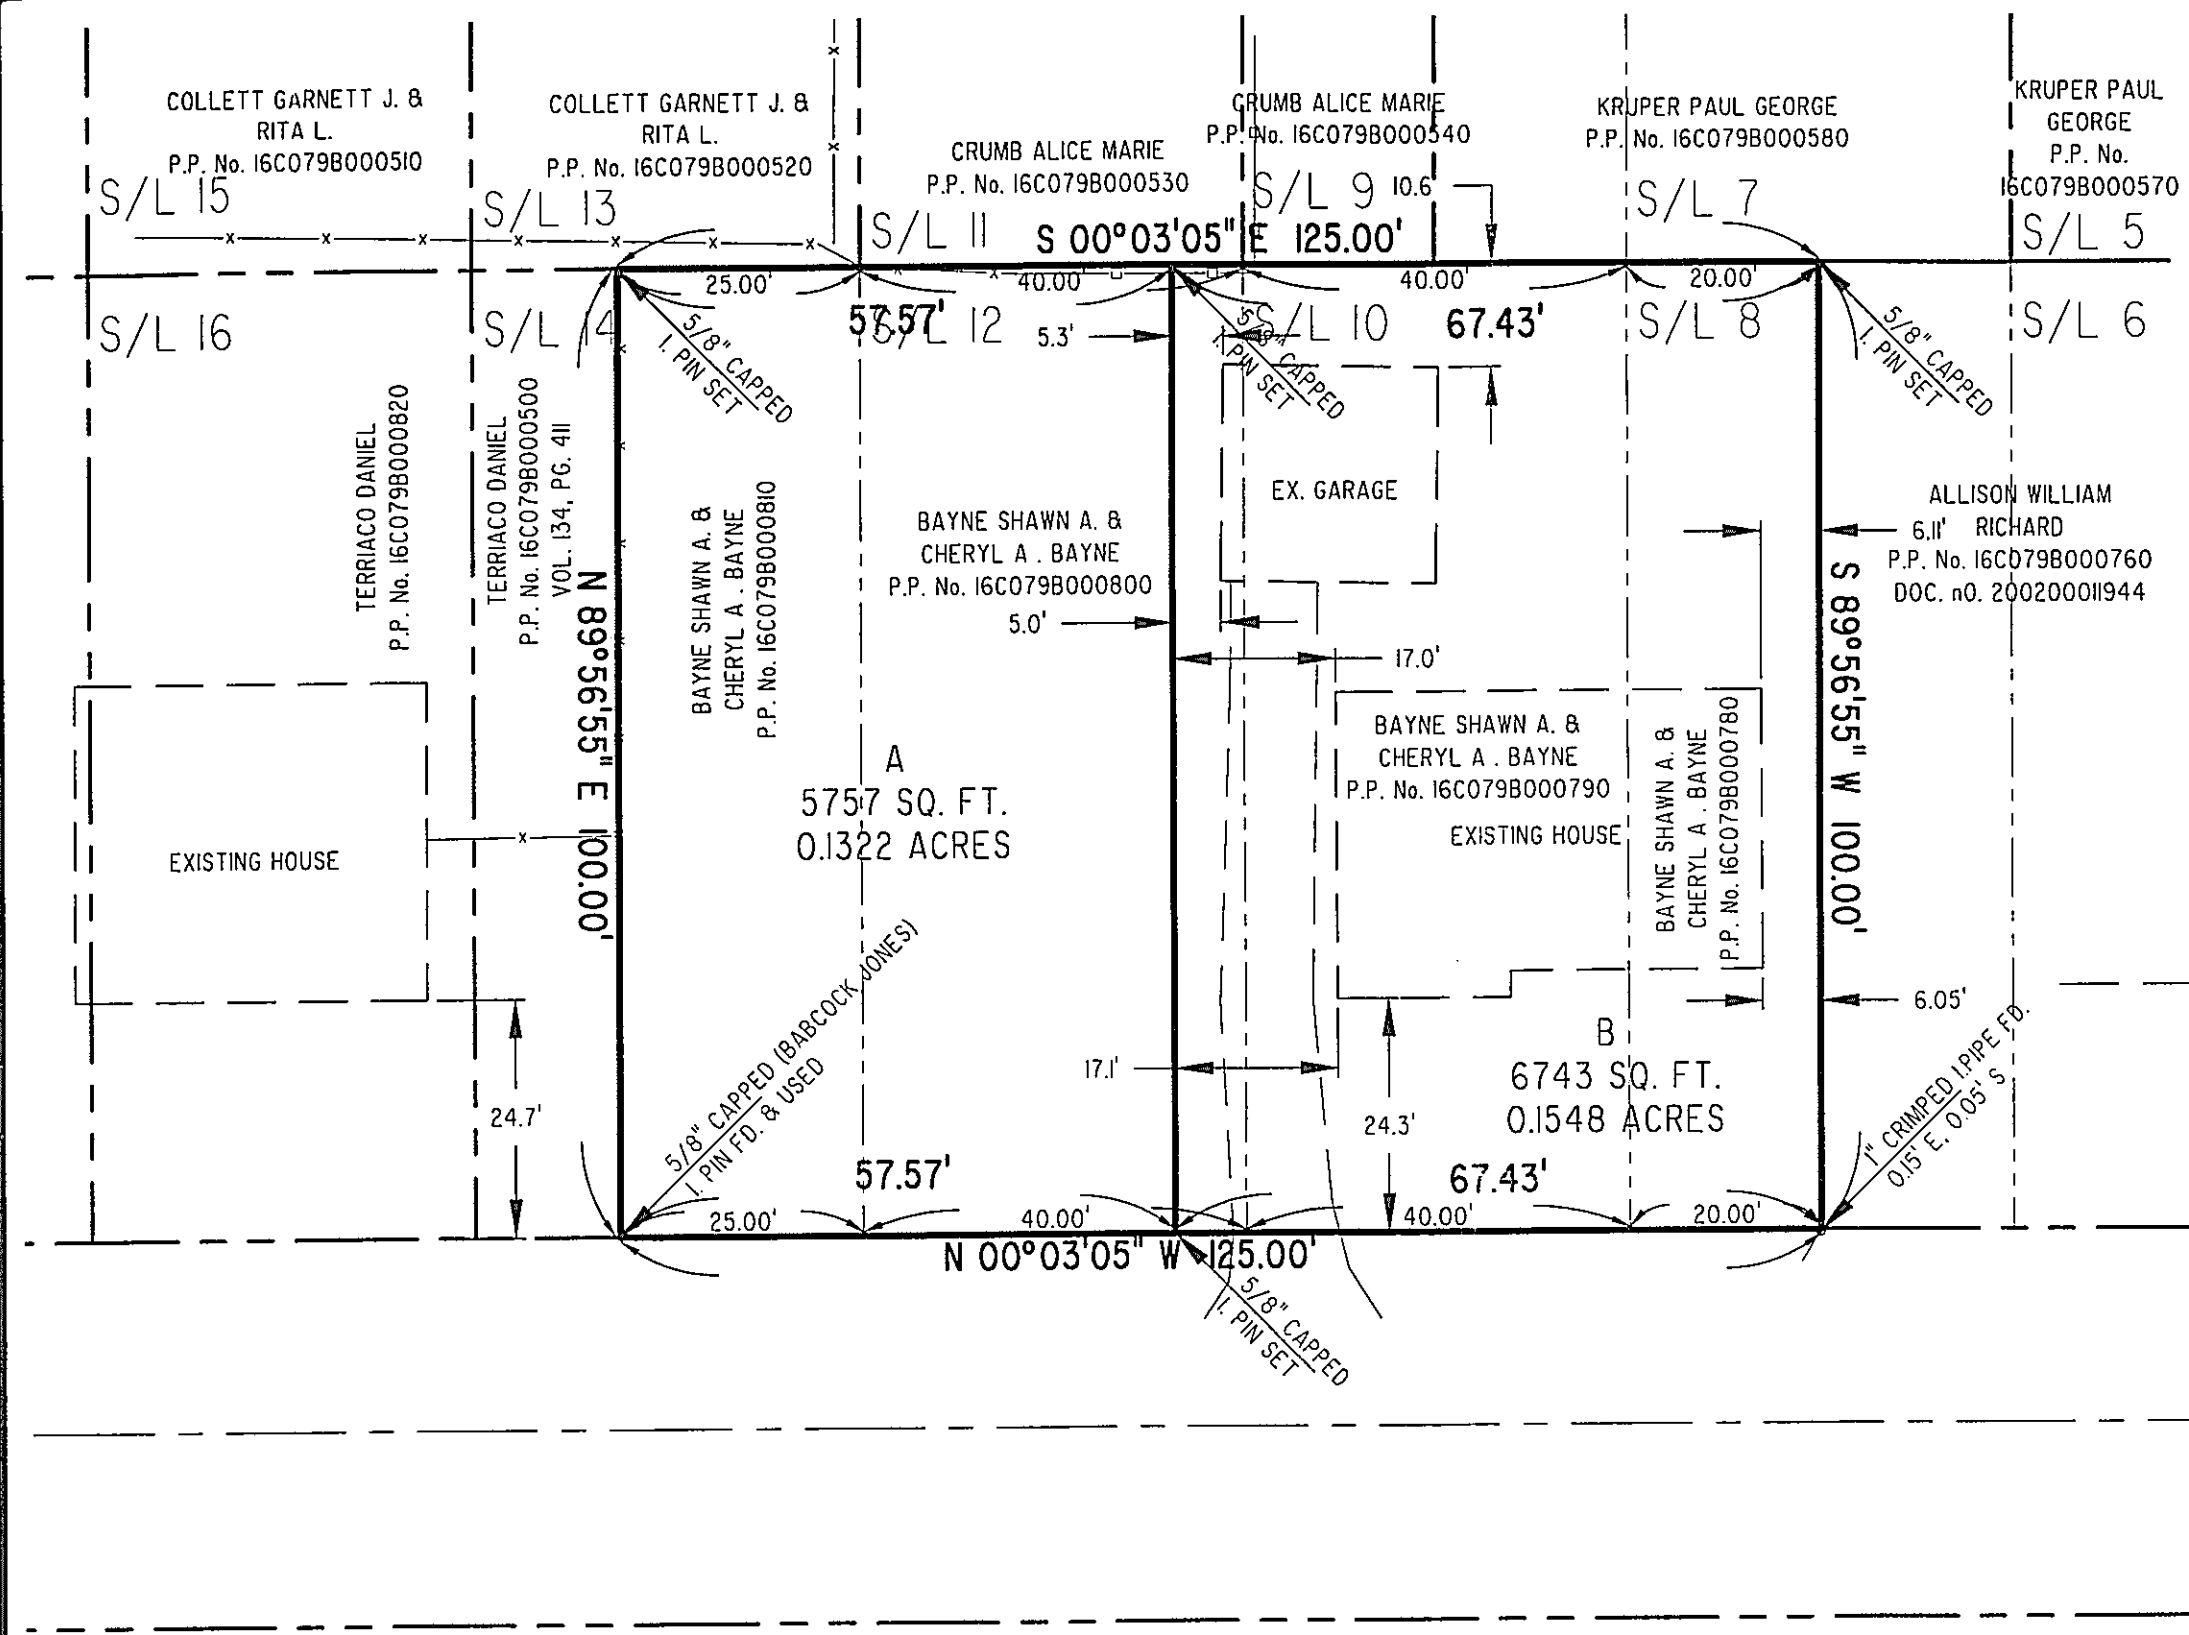 COLLETT GARNETT J. &
RITA L.
P.P. No. 16C079B000510
COLLETT GARNETT J. &
RITA L.
P.P. No. 16C079B000520
CRUMB ALICE MARIE
P.P. No. 16C079B000530
CRUMB ALICE MARIE
P.P. No. 16C079B000540
KRUPER PAUL GEORGE
P.P. No. 16C079B000580
KRUPER PAUL
GEORGE
P.P. No.
16C079B000570
S/L 15
S/L 13
S/L 11
S/L 9
10.6
S/L 7
S/L 5
S 00°03'05" E 125.00'
25.00'
40.00'
40.00'
20.00'
57.57'
67.43'
S/L 16
S/L 14
S/L 12
S/L 10
S/L 8
S/L 6
5.3'
5/8" CAPPED
I. PIN SET
5/8" CAPPED
I. PIN SET
5/8" CAPPED
I. PIN SET
TERRIACO DANIEL
P.P. No. 16C079B000820
TERRIACO DANIEL
P.P. No. 16C079B000500
VOL. 134, PG. 411
N 89°56'55" E 100.00'
BAYNE SHAWN A. &
CHERYL A . BAYNE
P.P. No. 16C079B000810
BAYNE SHAWN A. &
CHERYL A . BAYNE
P.P. No. 16C079B000800
5.0'
EX. GARAGE
17.0'
6.11'
ALLISON WILLIAM
RICHARD
P.P. No. 16C079B000760
DOC. nO. 200200011944
S 89°56'55" W 100.00'
BAYNE SHAWN A. &
CHERYL A . BAYNE
P.P. No. 16C079B000790
EXISTING HOUSE
BAYNE SHAWN A. &
CHERYL A . BAYNE
P.P. No. 16C079B000780
A
5757 SQ. FT.
0.1322 ACRES
EXISTING HOUSE
24.7'
5/8" CAPPED (BABCOCK JONES)
I. PIN FD. & USED
17.1'
24.3'
B
6743 SQ. FT.
0.1548 ACRES
6.05'
1" CRIMPED I.PIPE FD.
0.15' E, 0.05' S
57.57'
67.43'
25.00'
40.00'
40.00'
20.00'
N 00°03'05" W 125.00'
5/8" CAPPED
I. PIN SET